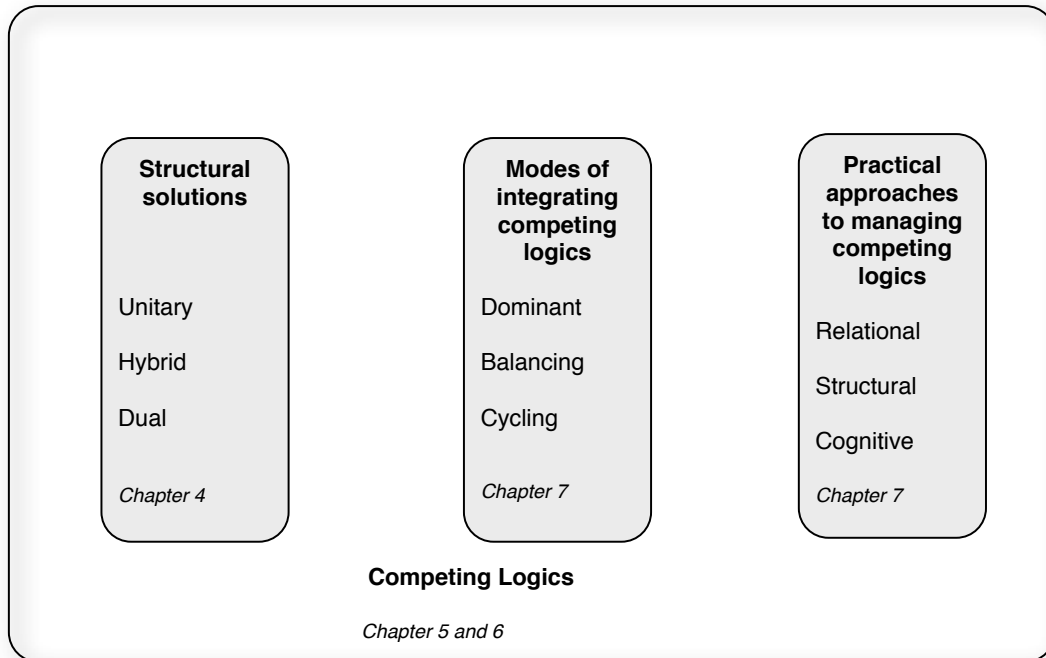 Structural
solutions
Unitary
Hybrid
Dual
Chapter 4
Modes of
integrating
competing
logics
Dominant
Balancing
Cycling
Chapter 7
Practical
approaches
to managing
competing
logics
Relational
Structural
Cognitive
Chapter 7
Competing Logics
Chapter 5 and 6